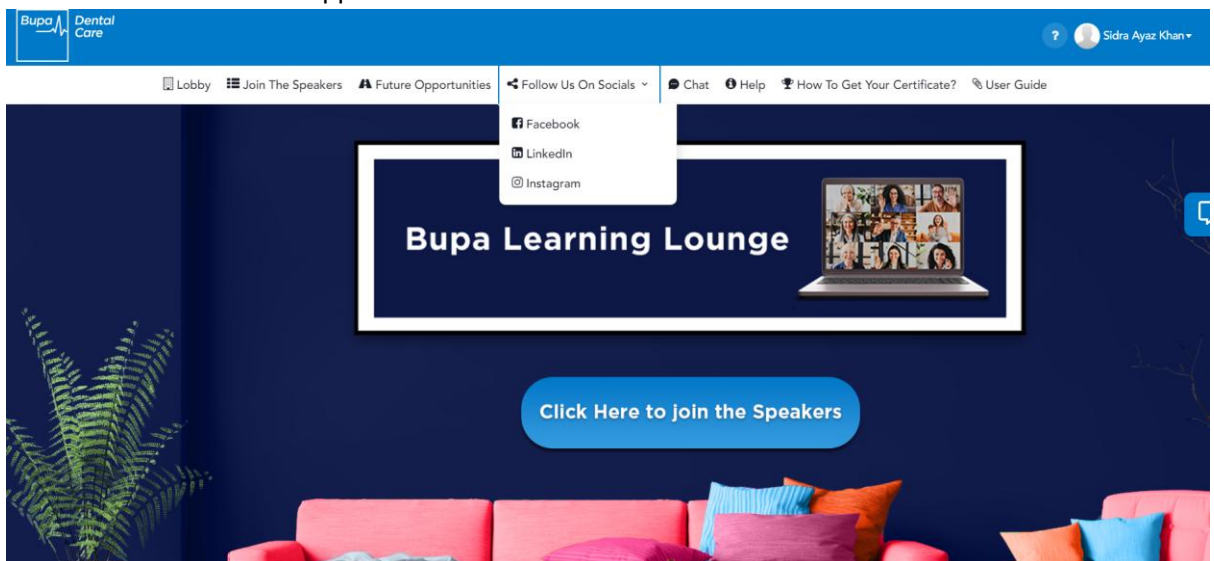 Bupa Dental
Care
?
Sidra Ayaz Khan
Lobby Join The Speakers Future Opportunities Follow Us On Socials Chat Help How To Get Your Certificate? User Guide
Facebook
LinkedIn
Instagram
Bupa Learning Lounge
Click Here to join the Speakers